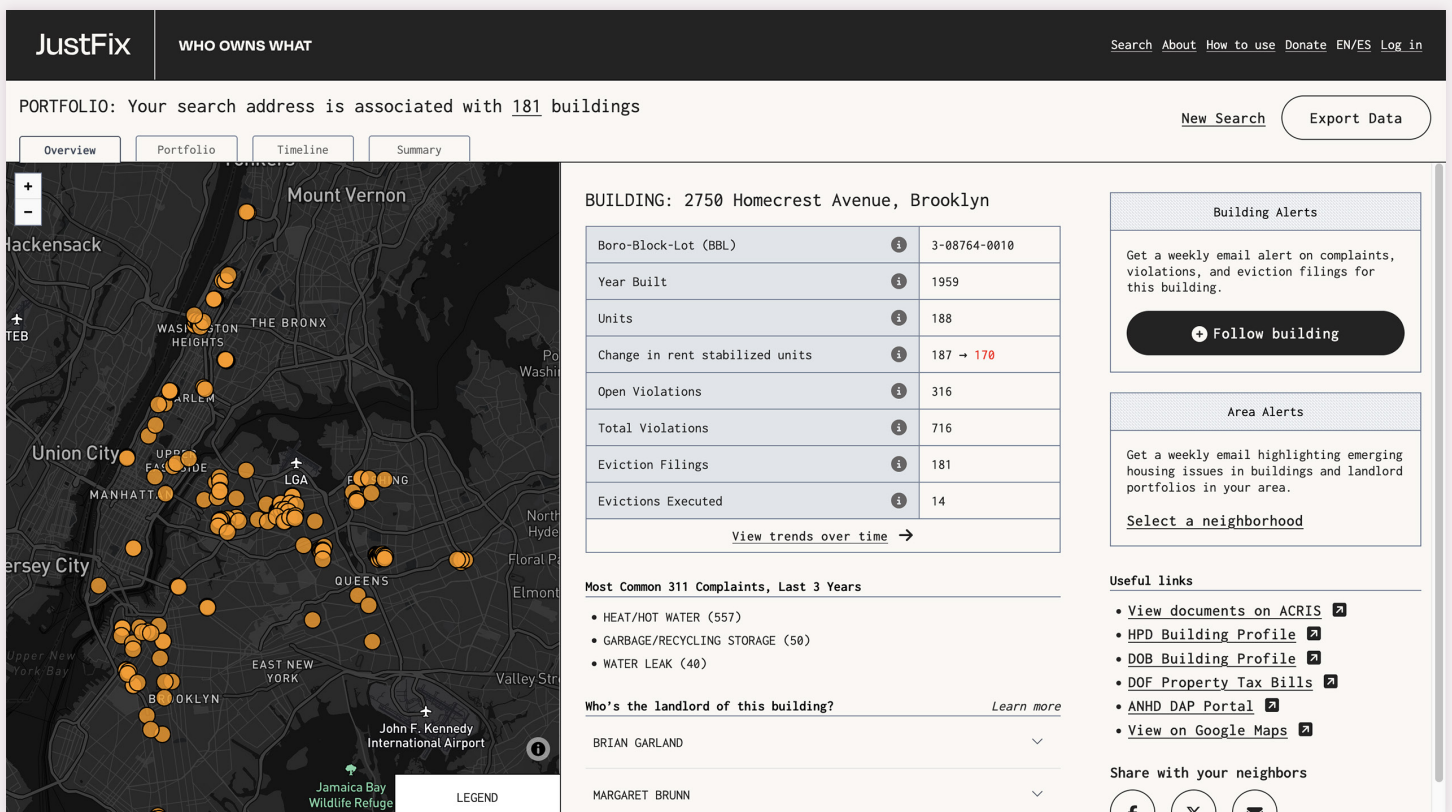 JustFix
WHO OWNS WHAT
Search About How to use Donate EN/ES Log in
PORTFOLIO: Your search address is associated with 181 buildings
New Search
Export Data
Overview
Portfolio
Timeline
Summary
+
−
Mount Vernon
Hackensack
TEB
WASHINGTON
HEIGHTS
THE BRONX
HARLEM
Union City
UPPER
EAST SIDE
MANHATTAN
LGA
FLUSHING
QUEENS
EAST NEW
YORK
Upper New
York Bay
BROOKLYN
John F. Kennedy
International Airport
Jamaica Bay
Wildlife Refuge
LEGEND
BUILDING: 2750 Homecrest Avenue, Brooklyn
Boro-Block-Lot (BBL) 3-08764-0010
Year Built 1959
Units 188
Change in rent stabilized units 187 → 170
Open Violations 316
Total Violations 716
Eviction Filings 181
Evictions Executed 14
View trends over time →
Most Common 311 Complaints, Last 3 Years
• HEAT/HOT WATER (557)
• GARBAGE/RECYCLING STORAGE (50)
• WATER LEAK (40)
Who's the landlord of this building? Learn more
BRIAN GARLAND
MARGARET BRUNN
Building Alerts
Get a weekly email alert on complaints,
violations, and eviction filings for
this building.
Follow building
Area Alerts
Get a weekly email highlighting emerging
housing issues in buildings and landlord
portfolios in your area.
Select a neighborhood
Useful links
• View documents on ACRIS
• HPD Building Profile
• DOB Building Profile
• DOF Property Tax Bills
• ANHD DAP Portal
• View on Google Maps
Share with your neighbors